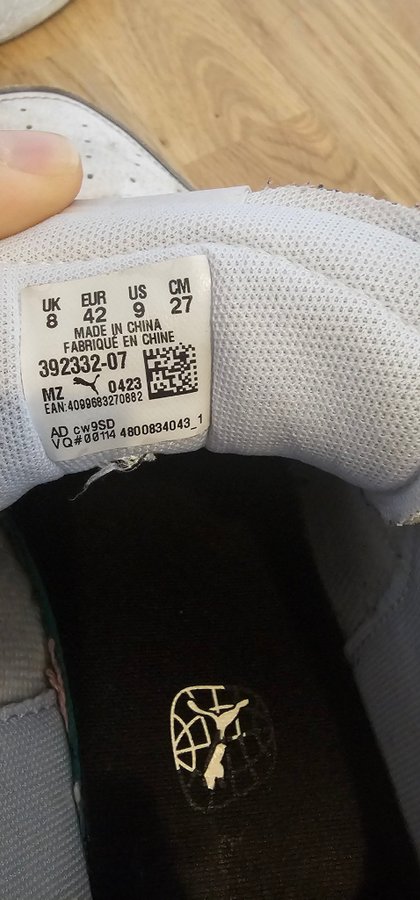 UK EUR US CM
8 42 9 27
MADE IN CHINA
FABRIQUÉ EN CHINE
392332-07
MZ 0423
EAN:4099683270882
AD cw9SD
VQ#00114 4800834043_1